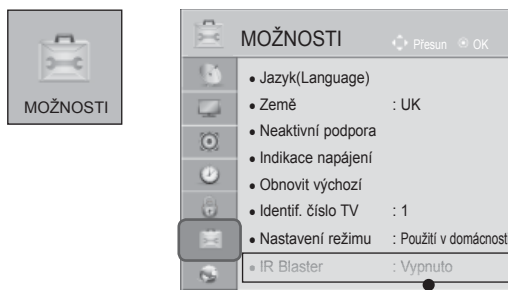 MOŽNOSTI
MOŽNOSTI Přesun OK
• Jazyk(Language)
• Země : UK
• Neaktivní podpora
• Indikace napájení
• Obnovit výchozí
• Identif. číslo TV : 1
• Nastavení režimu : Použití v domácnosti
• IR Blaster : Vypnuto